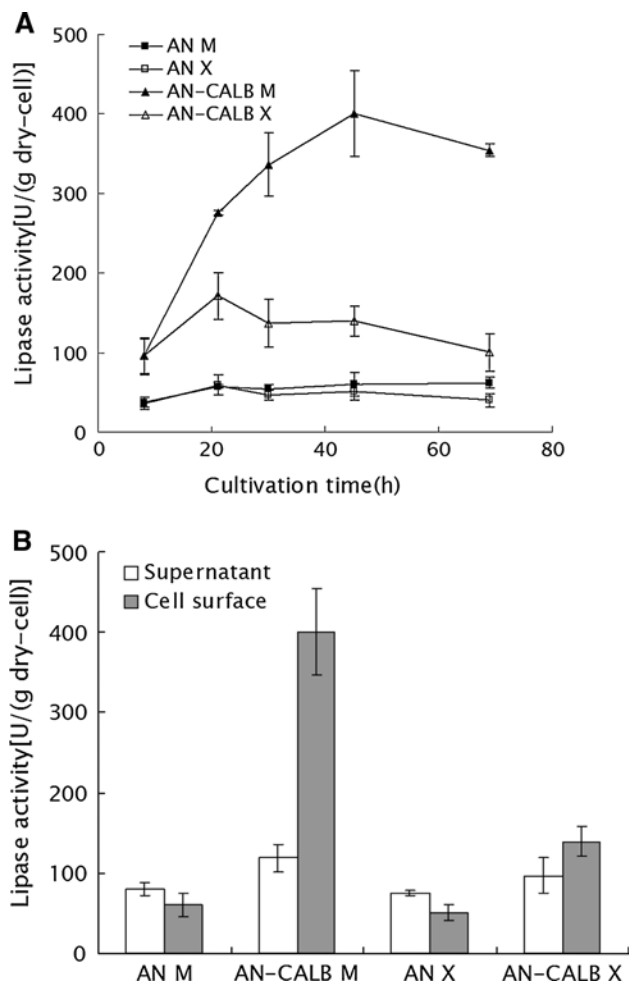 A
AN M
AN X
AN-CALB M
AN-CALB X
Lipase activity[U/(g dry-cell)]
500
400
300
200
100
0
0 20 40 60 80
Cultivation time(h)
B
Supernatant
Cell surface
Lipase activity[U/(g dry-cell)]
500
400
300
200
100
0
AN M AN-CALB M AN X AN-CALB X